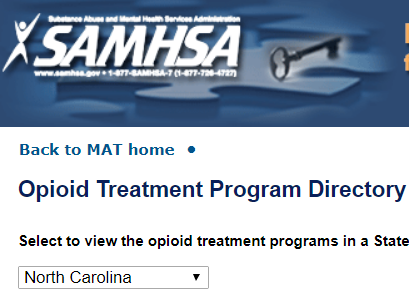 Substance Abuse and Mental Health Services Administration
SAMHSA
www.samhsa.gov • 1-877-SAMHSA-7 (1-877-726-4727)
Back to MAT home •
Opioid Treatment Program Directory
Select to view the opioid treatment programs in a State
North Carolina